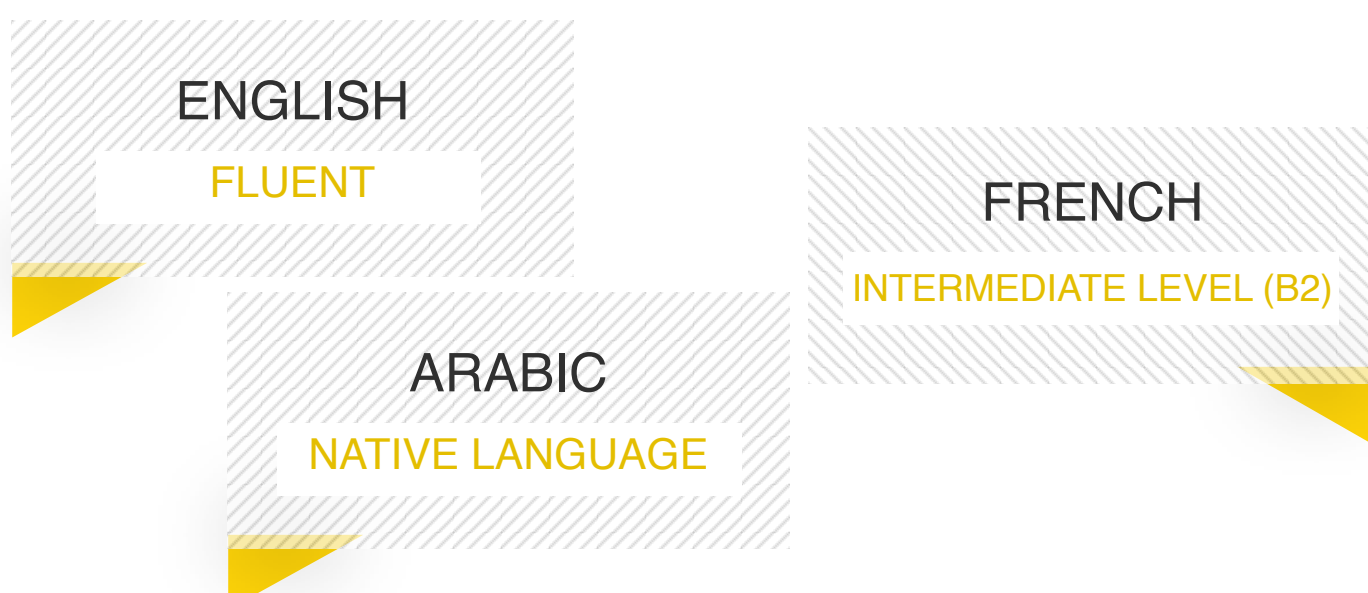 ENGLISH
FLUENT
FRENCH
INTERMEDIATE LEVEL (B2)
ARABIC
NATIVE LANGUAGE